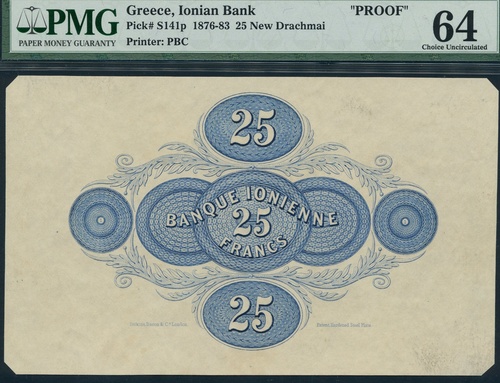 PMG
PAPER MONEY GUARANTY
Greece, Ionian Bank "PROOF"
Pick# S141p 1876-83 25 New Drachmai
Printer: PBC
64
Choice Uncirculated
25
BANQUE IONIENNE
25
FRANCS
25